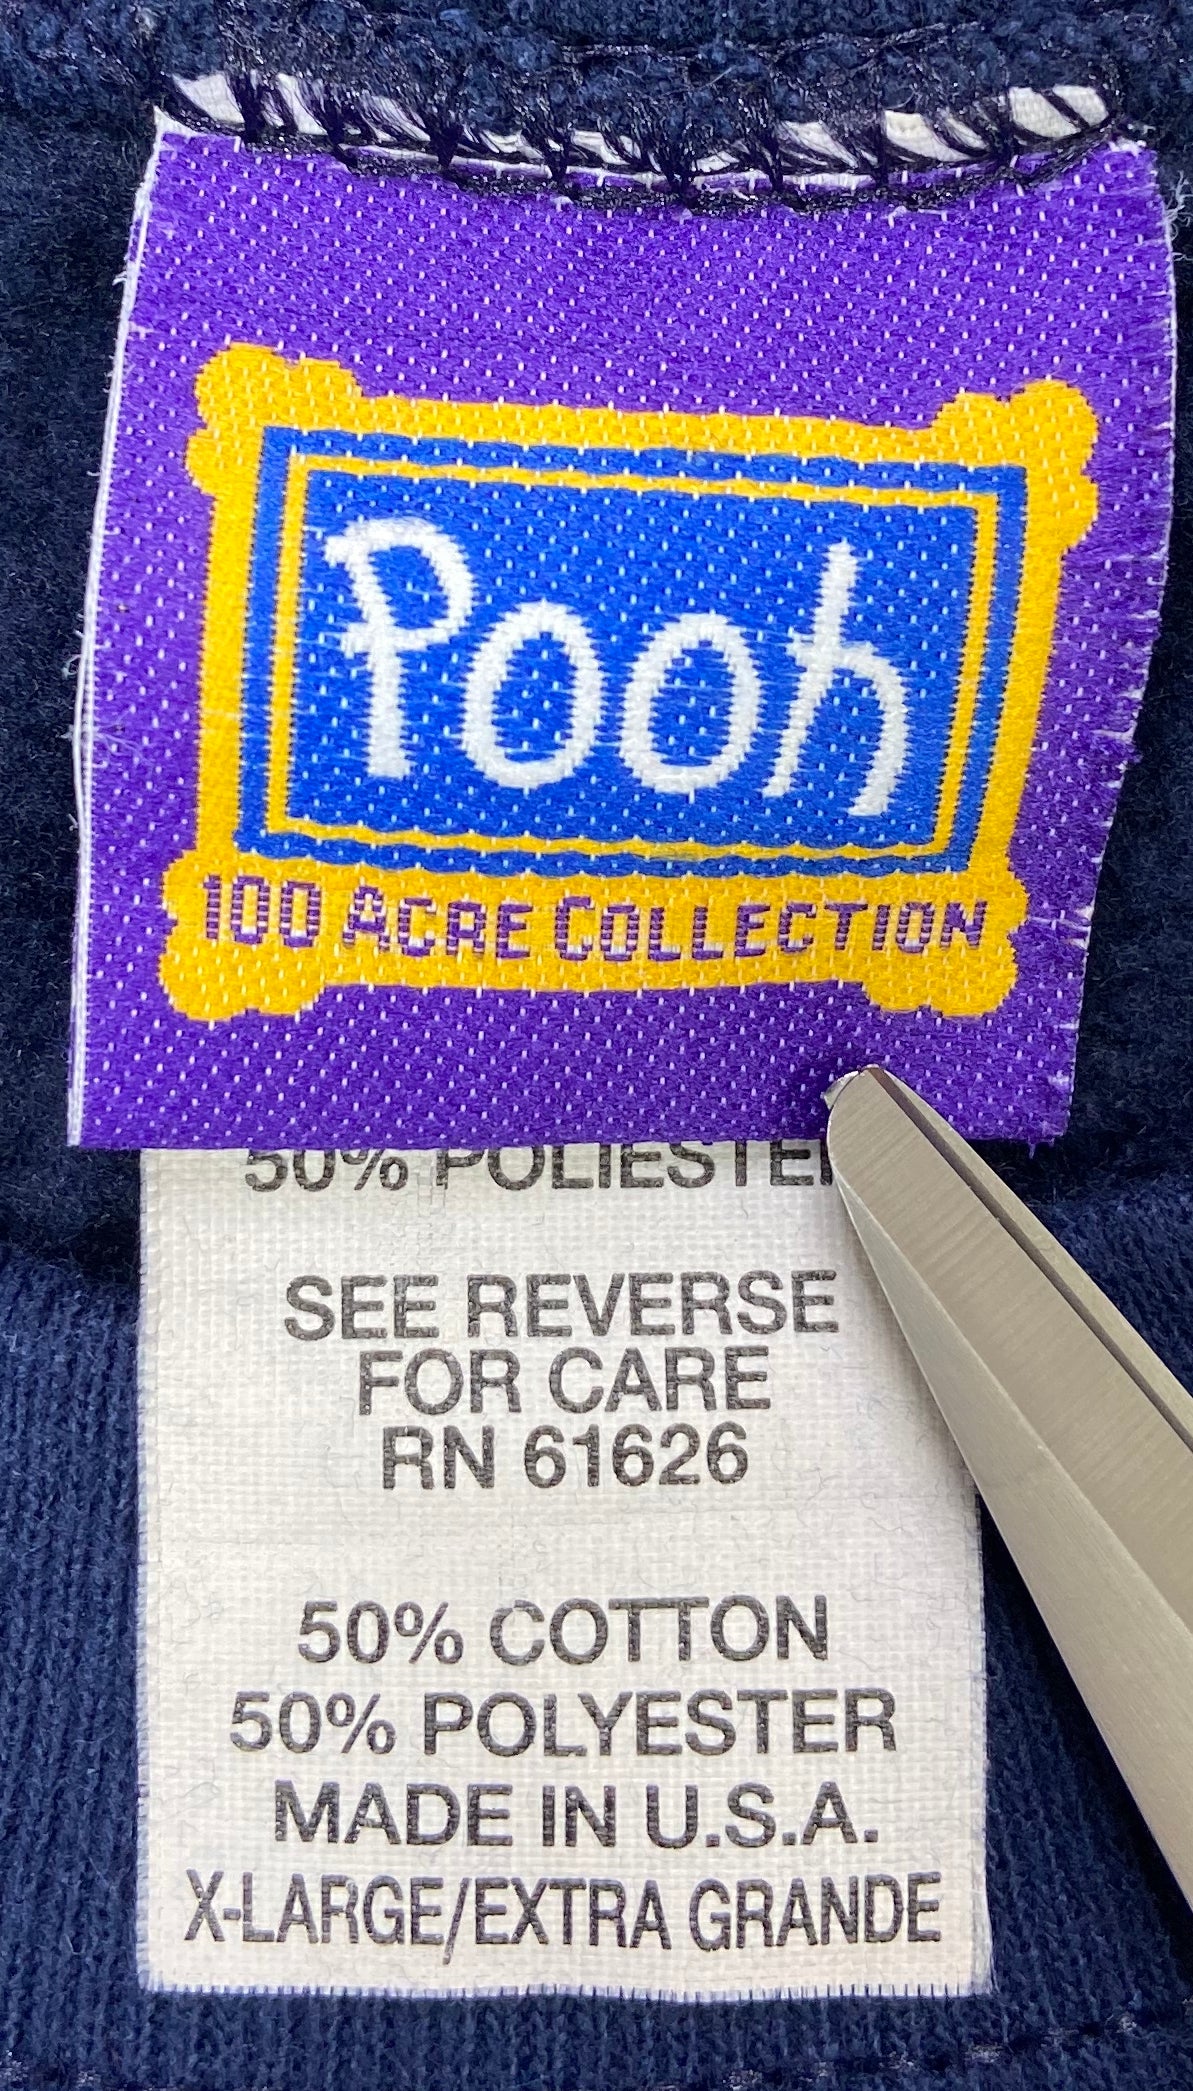 Pooh
100 ACRE COLLECTION
50% POLIESTER
SEE REVERSE
FOR CARE
RN 61626
50% COTTON
50% POLYESTER
MADE IN U.S.A.
X-LARGE/EXTRA GRANDE